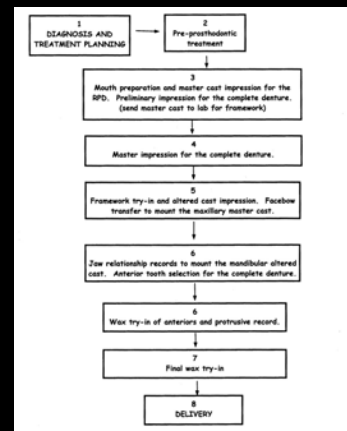 1
DIAGNOSIS AND
TREATMENT PLANNING
2
Pre-prosthodontic
treatment
3
Mouth preparation and master cast impression for the
RPD. Preliminary impression for the complete denture.
(send master cast to lab for framework)
4
Master impression for the complete denture.
5
Framework try-in and altered cast impression. Facebow
transfer to mount the maxillary master cast.
6
Jaw relationship records to mount the mandibular altered
cast. Anterior tooth selection for the complete denture.
6
Wax try-in of anteriors and protrusive record.
7
Final wax try-in
8
DELIVERY